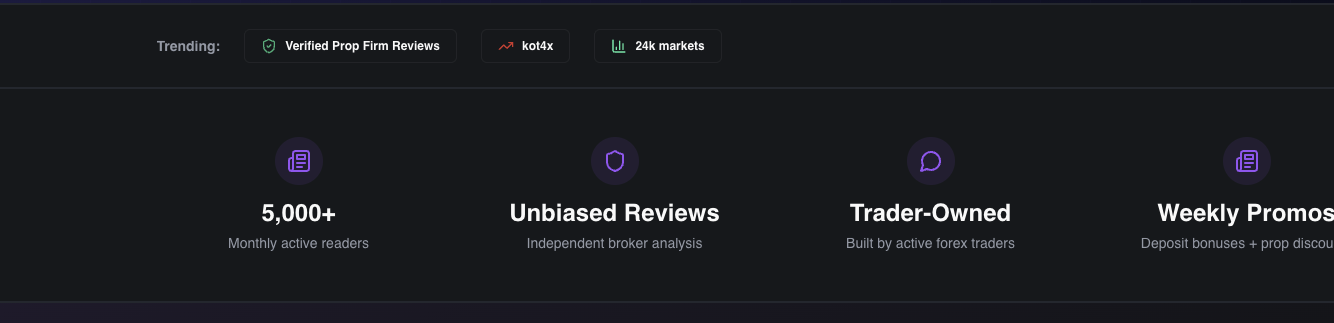 Trending: Verified Prop Firm Reviews kot4x 24k markets
5,000+ Unbiased Reviews Trader-Owned Weekly Promos
Monthly active readers Independent broker analysis Built by active forex traders Deposit bonuses + prop discou